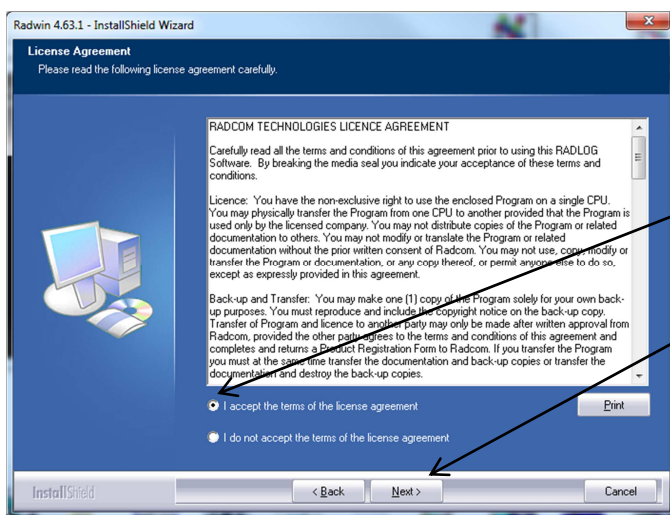 Radwin 4.63.1 - InstallShield Wizard
License Agreement
Please read the following license agreement carefully.
RADCOM TECHNOLOGIES LICENCE AGREEMENT
Carefully read all the terms and conditions of this agreement prior to using this RADLOG
Software. By breaking the media seal you indicate your acceptance of these terms and
conditions.
Licence: You have the non-exclusive right to use the enclosed Program on a single CPU.
You may physically transfer the Program from one CPU to another provided that the Program is
used only by the licensed company. You may not distribute copies of the Program or related
documentation to others. You may not modify or translate the Program or related
documentation without the prior written consent of Radcom. You may not use, copy, modify or
transfer the Program or documentation, or any copy thereof, or permit anyone else to do so,
except as expressly provided in this agreement.
Back-up and Transfer: You may make one (1) copy of the Program solely for your own back-
up purposes. You must reproduce and include the copyright notice on the back-up copy.
Transfer of Program and licence to another party may only be made after written approval from
Radcom, provided the other party agrees to the terms and conditions of this agreement and
completes and returns a Product Registration Form to Radcom. If you transfer the Program
you must at the same time transfer the documentation and back-up copies or transfer the
documentation and destroy the back-up copies.
I accept the terms of the license agreement
Print
I do not accept the terms of the license agreement
InstallShield
< Back
Next >
Cancel